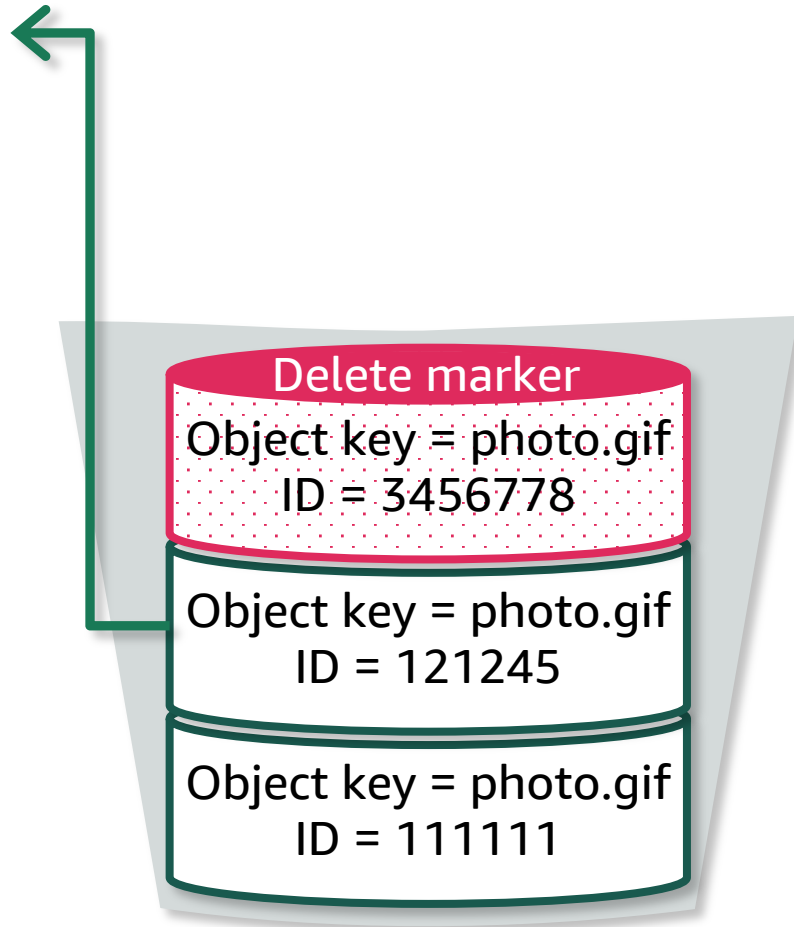 Delete marker
Object key = photo.gif
ID = 3456778
Object key = photo.gif
ID = 121245
Object key = photo.gif
ID = 111111